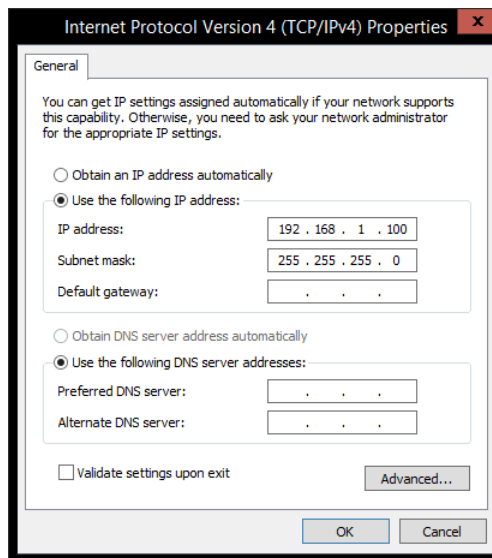 Internet Protocol Version 4 (TCP/IPv4) Properties
x
General
You can get IP settings assigned automatically if your network supports
this capability. Otherwise, you need to ask your network administrator
for the appropriate IP settings.
Obtain an IP address automatically
Use the following IP address:
IP address: 192 . 168 . 1 . 100
Subnet mask: 255 . 255 . 255 . 0
Default gateway: . . .
Obtain DNS server address automatically
Use the following DNS server addresses:
Preferred DNS server: . . .
Alternate DNS server: . . .
Validate settings upon exit
Advanced...
OK Cancel